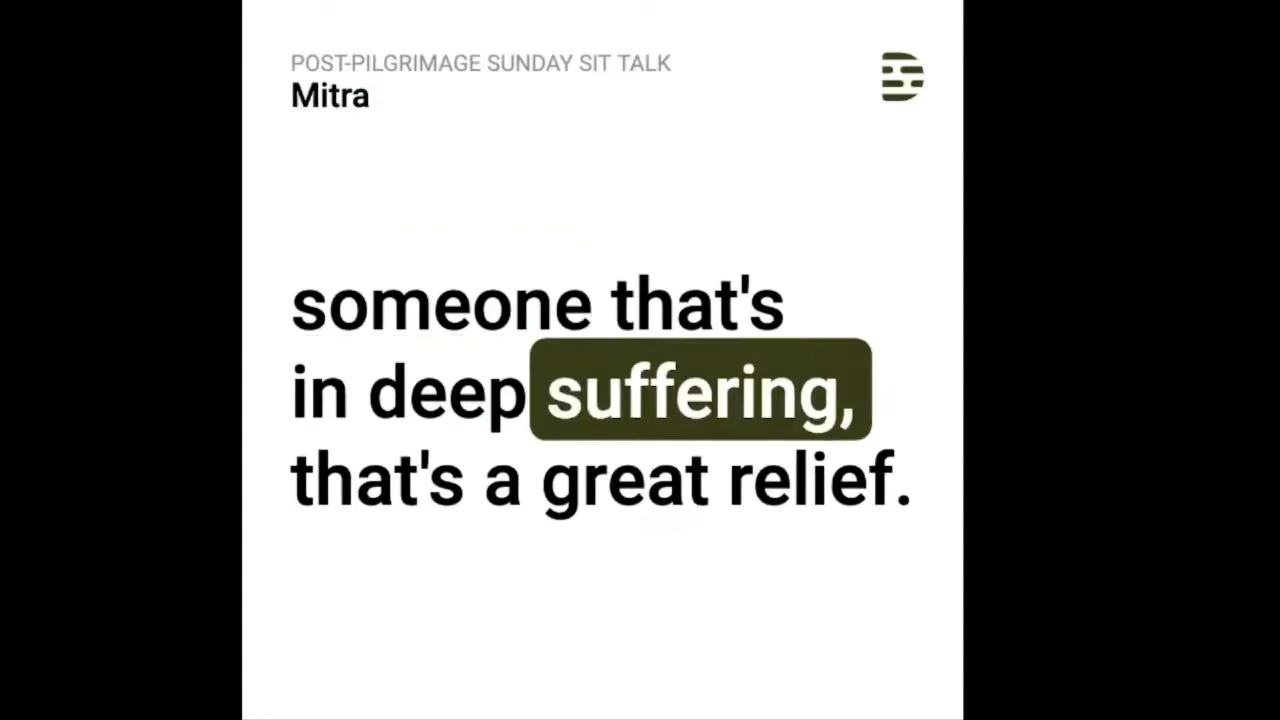 POST-PILGRIMAGE SUNDAY SIT TALK
Mitra
someone that's
in deep suffering,
that's a great relief.